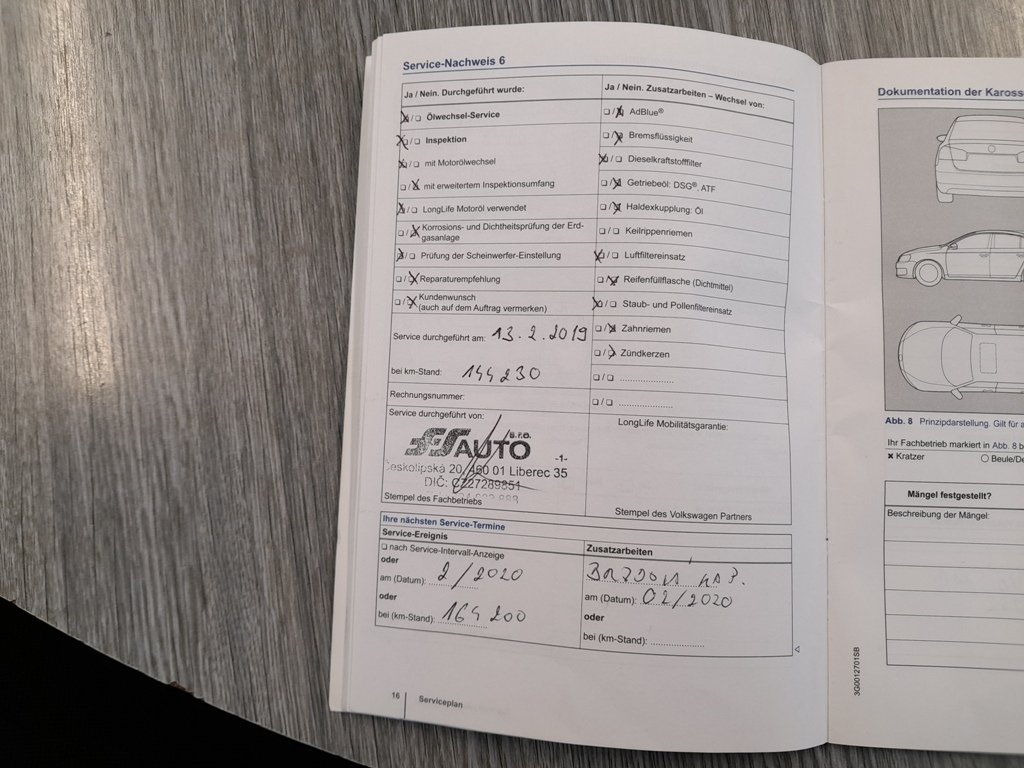 Service-Nachweis 6
Ja / Nein. Durchgeführt wurde:
☒/☐ Ölwechsel-Service
☒/☐ Inspektion
☒/☐ mit Motorölwechsel
☐/☒ mit erweitertem Inspektionsumfang
☒/☐ LongLife Motoröl verwendet
☐/☒ Korrosions- und Dichtheitsprüfung der Erd-
gasanlage
☒/☐ Prüfung der Scheinwerfer-Einstellung
☐/☒ Reparaturempfehlung
☐/☒ Kundenwunsch
(auch auf dem Auftrag vermerken)
Service durchgeführt am: 13.2.2019
bei km-Stand: 144230
Rechnungsnummer:
Service durchgeführt von:
AUTO s.r.o.
-1-
Českolipská 20, 460 01 Liberec 35
DIČ: CZ27289851
Stempel des Fachbetriebs
Ja / Nein. Zusatzarbeiten – Wechsel von:
☐/☒ AdBlue®
☐/☒ Bremsflüssigkeit
☒/☐ Dieselkraftstofffilter
☐/☒ Getriebeöl: DSG®, ATF
☐/☒ Haldexkupplung: Öl
☐/☐ Keilrippenriemen
☒/☐ Luftfiltereinsatz
☐/☒ Reifenfüllflasche (Dichtmittel)
☒/☐ Staub- und Pollenfiltereinsatz
☐/☒ Zahnriemen
☐/☒ Zündkerzen
☐/☐ ......................
☐/☐ ......................
LongLife Mobilitätsgarantie:
Stempel des Volkswagen Partners
Ihre nächsten Service-Termine
Service-Ereignis
☐ nach Service-Intervall-Anzeige
oder
am (Datum): 2/2020
oder
bei (km-Stand): 164200
Zusatzarbeiten
am (Datum): 02/2020
oder
bei (km-Stand): ......................
16 Serviceplan
Dokumentation der Kaross
Abb. 8 Prinzipdarstellung. Gilt für a
Ihr Fachbetrieb markiert in Abb. 8 b
× Kratzer ○ Beule/De
Mängel festgestellt?
Beschreibung der Mängel:
3G0012701SB